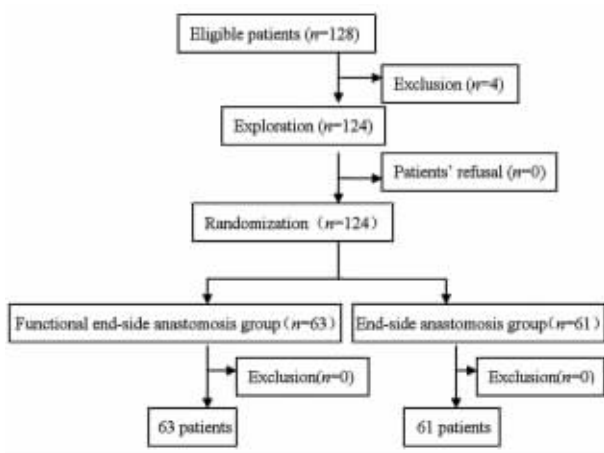 Eligible patients (n=128)
Exclusion (n=4)
Exploration (n=124)
Patients' refusal (n=0)
Randomization （n=124）
Functional end-side anastomosis group（n=63）
End-side anastomosis group(n=61)
Exclusion(n=0)
Exclusion(n=0)
63 patients
61 patients